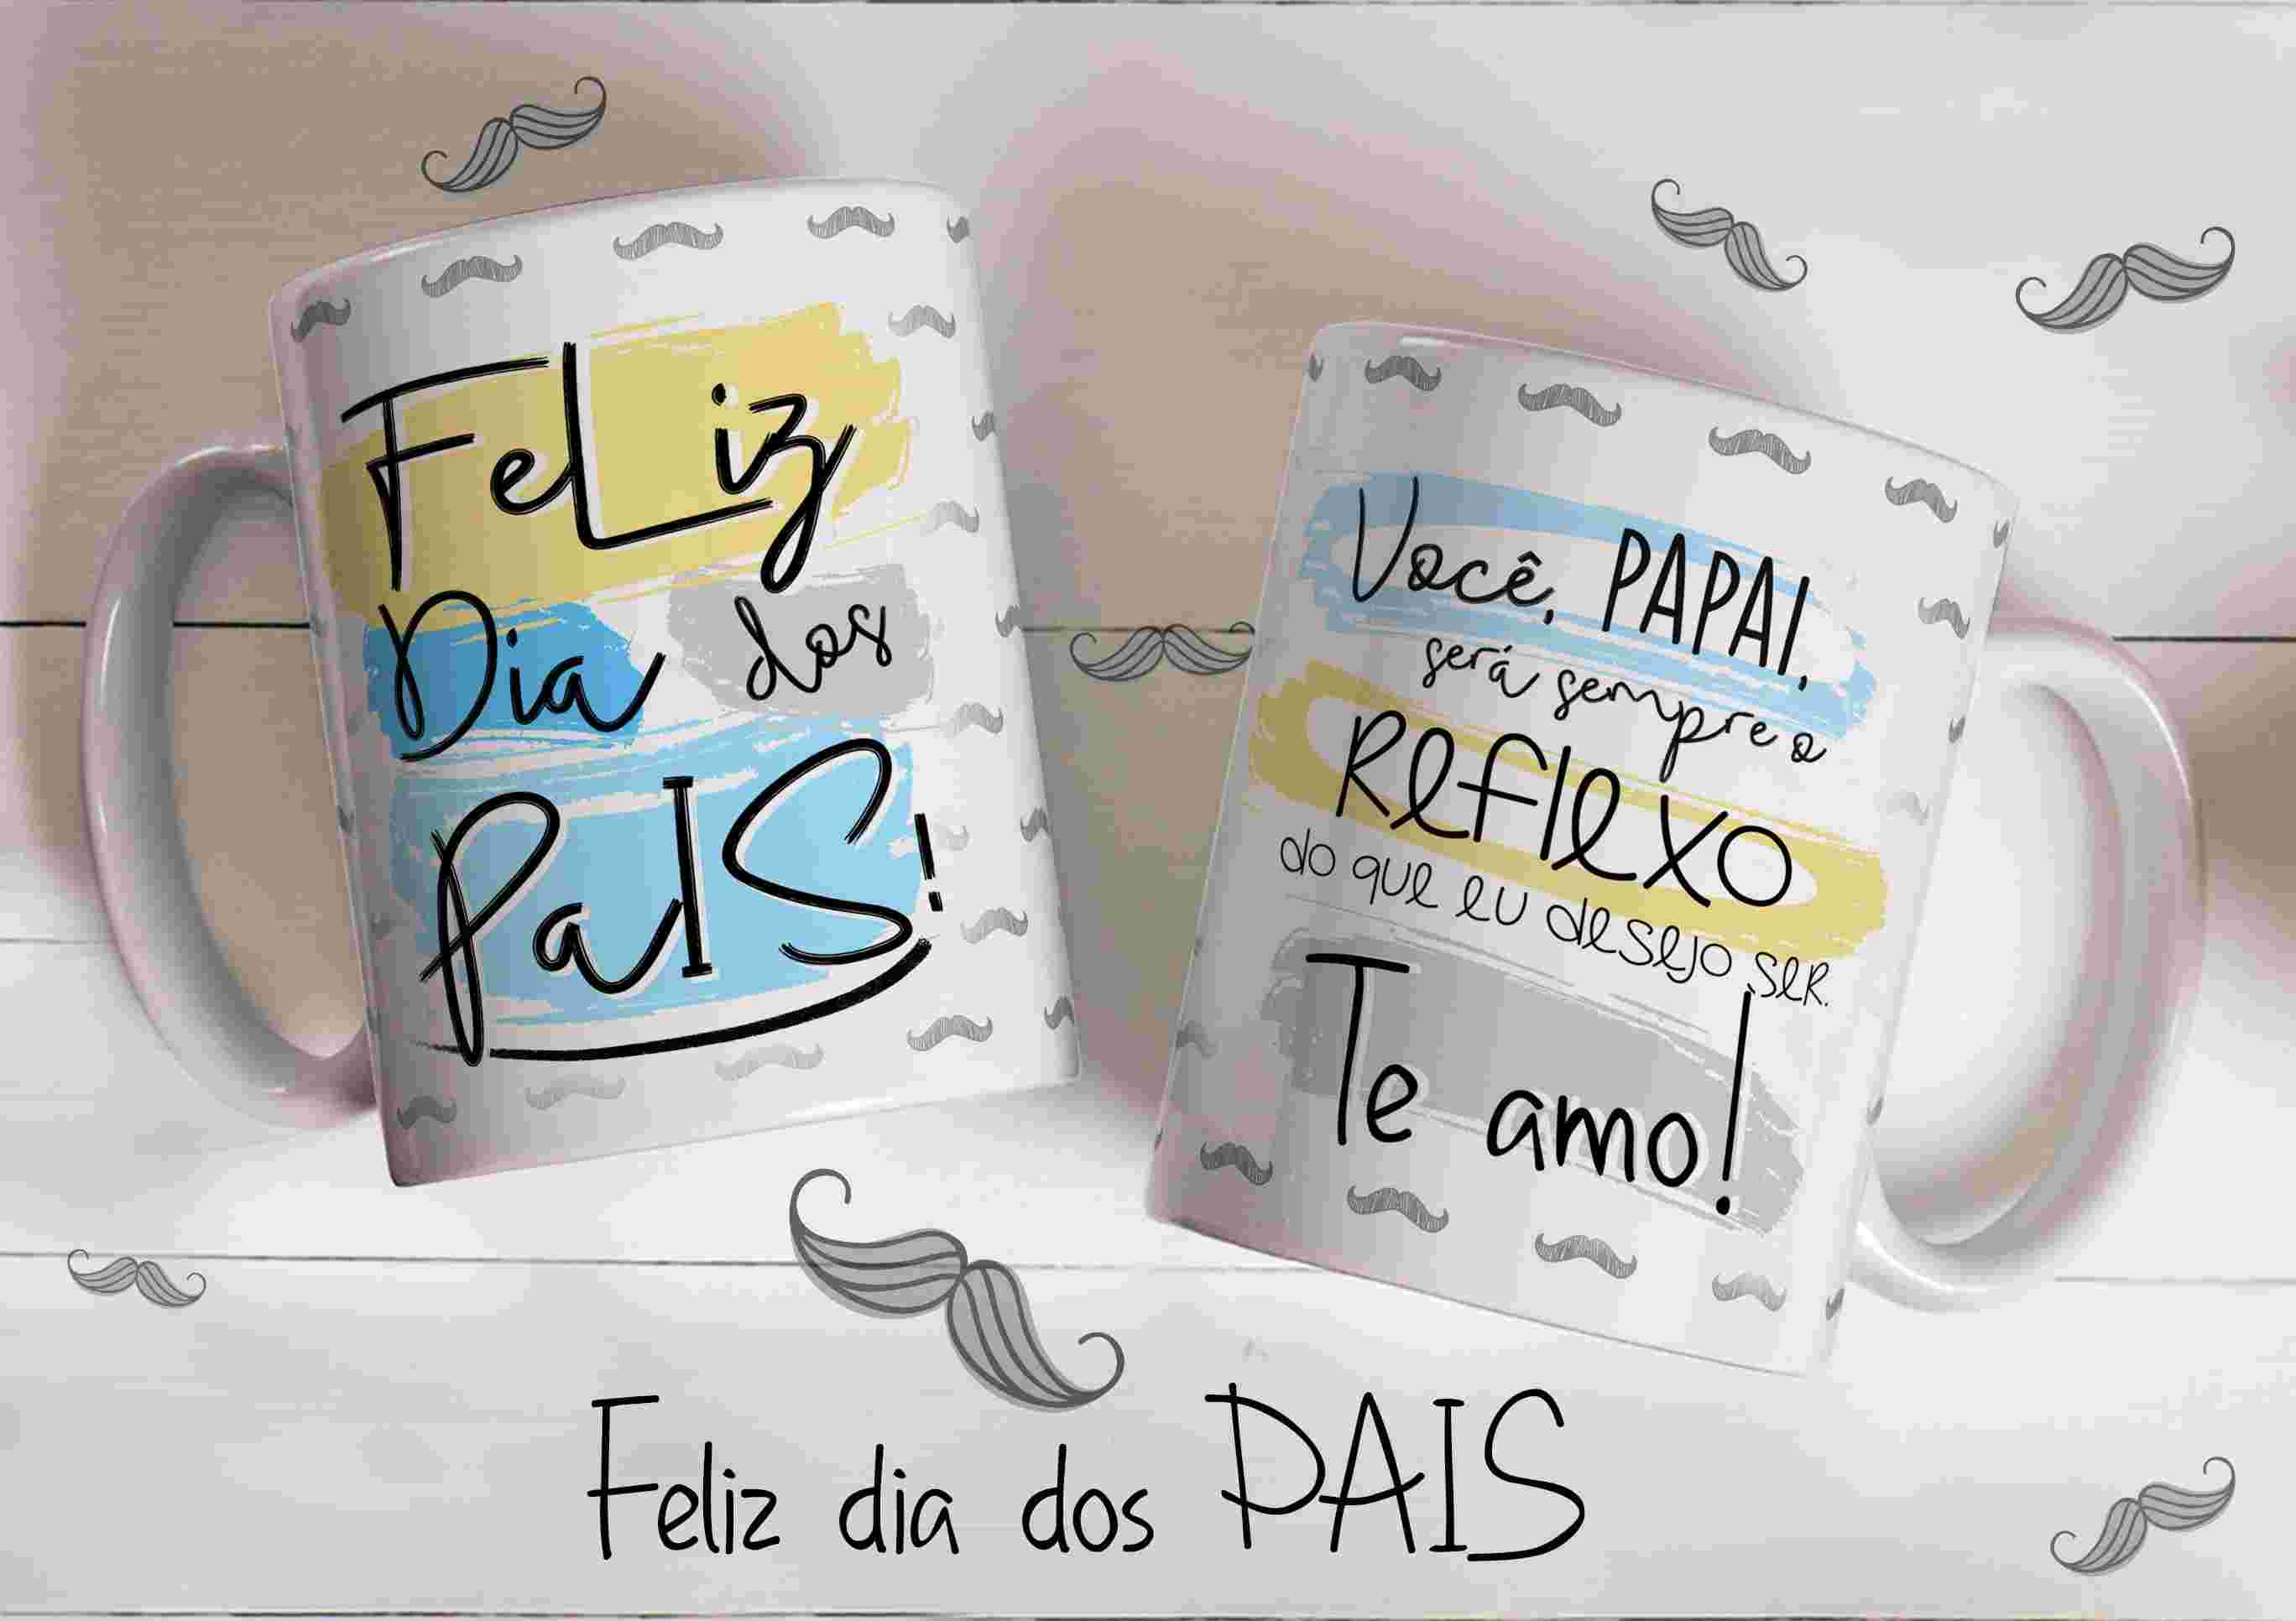 FeLiz
Dia dos
PaIS!
Você, PAPAI,
será sempre o
Reflexo
do que eu desejo ser.
Te amo!
Feliz dia dos PAIS